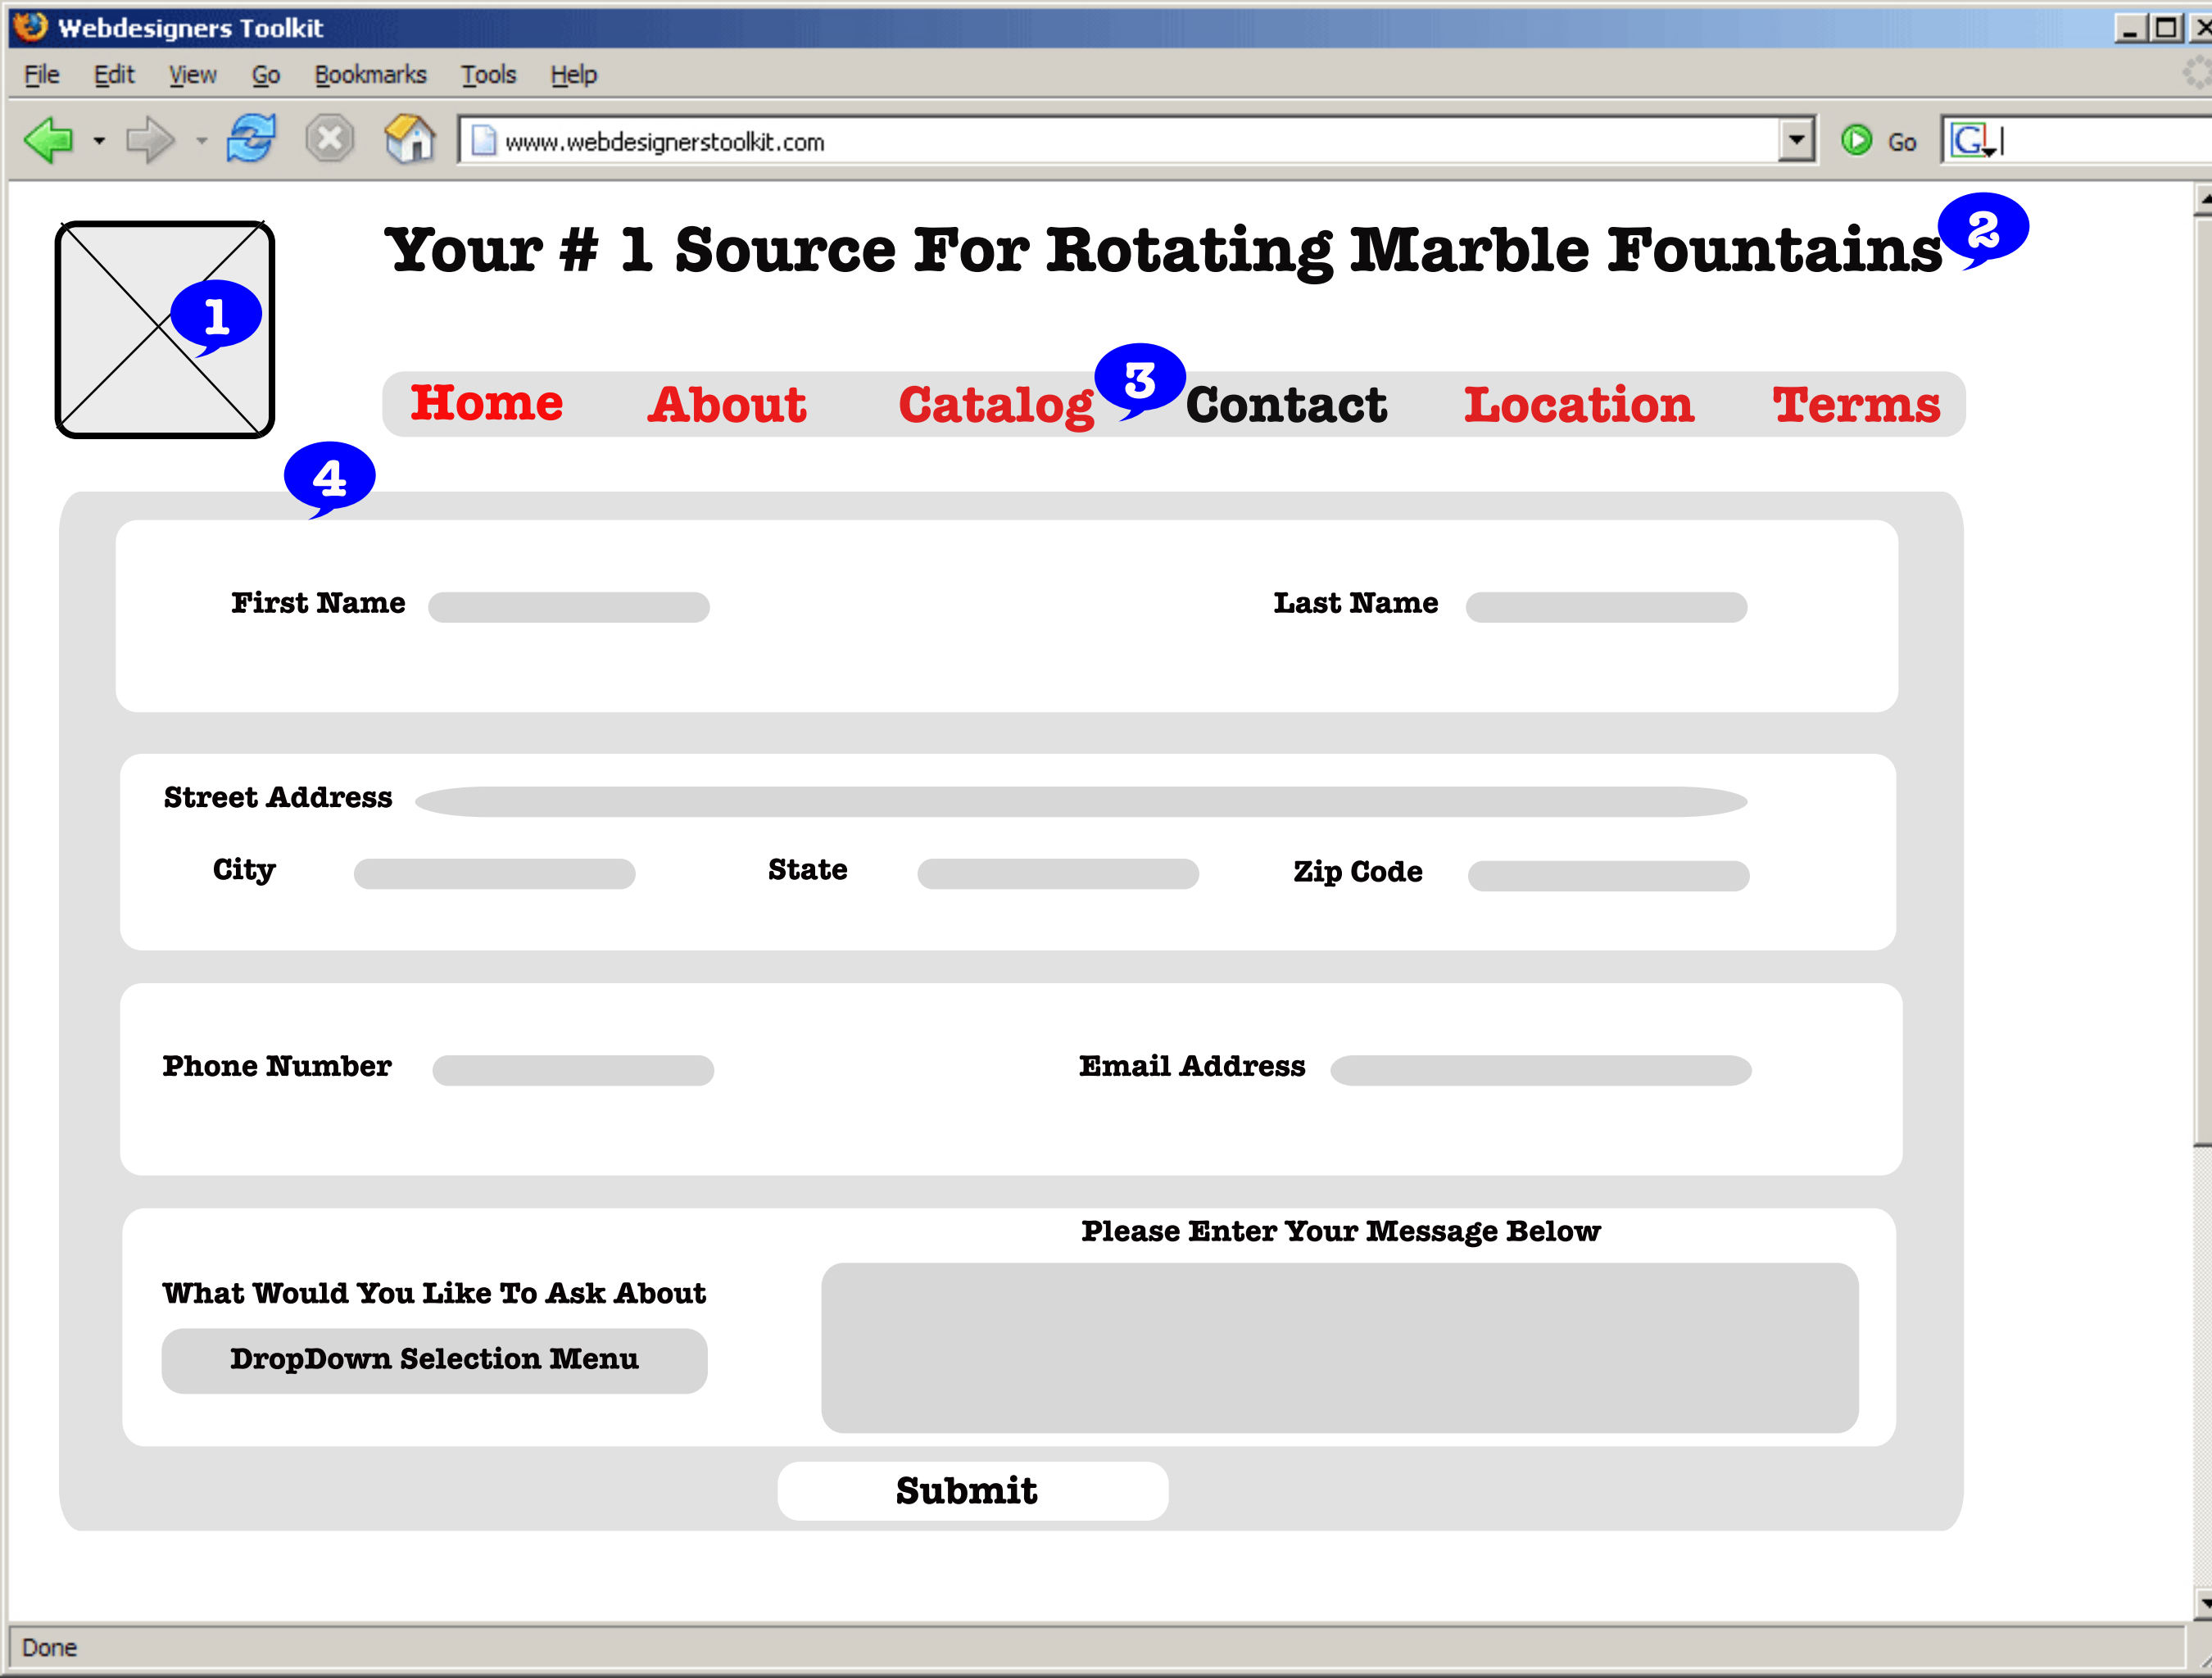 Webdesigners Toolkit
File Edit View Go Bookmarks Tools Help
www.webdesignerstoolkit.com Go G
Your # 1 Source For Rotating Marble Fountains 2
1
Home About Catalog 3 Contact Location Terms
4
First Name Last Name
Street Address
City State Zip Code
Phone Number Email Address
Please Enter Your Message Below
What Would You Like To Ask About
DropDown Selection Menu
Submit
Done